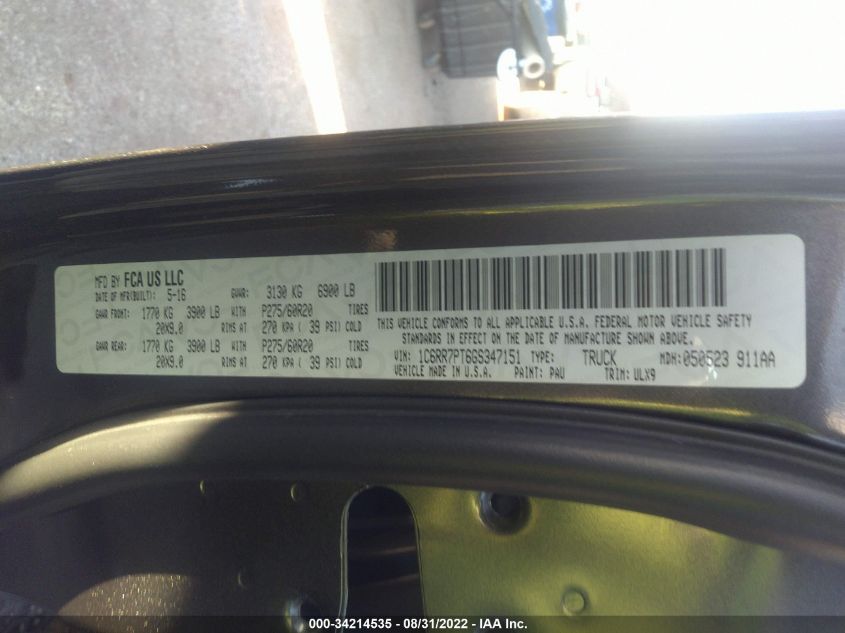 MFD BY FCA US LLC
DATE OF MFR(BUILT): 5-16 GVWR: 3130 KG 6900 LB
GAWR FRONT: 1770 KG 3900 LB WITH P275/60R20 TIRES
20X9.0 RIMS AT 270 KPA ( 39 PSI) COLD
GAWR REAR: 1770 KG 3900 LB WITH P275/60R20 TIRES
20X9.0 RIMS AT 270 KPA ( 39 PSI) COLD
THIS VEHICLE CONFORMS TO ALL APPLICABLE U.S.A. FEDERAL MOTOR VEHICLE SAFETY
STANDARDS IN EFFECT ON THE DATE OF MANUFACTURE SHOWN ABOVE.
VIN: 1C6RR7PT6GS347151 TYPE: TRUCK MDH: 050523 911AA
VEHICLE MADE IN U.S.A. PAINT: PAU TRIM: ULX9
000-34214535 - 08/31/2022 - IAA Inc.